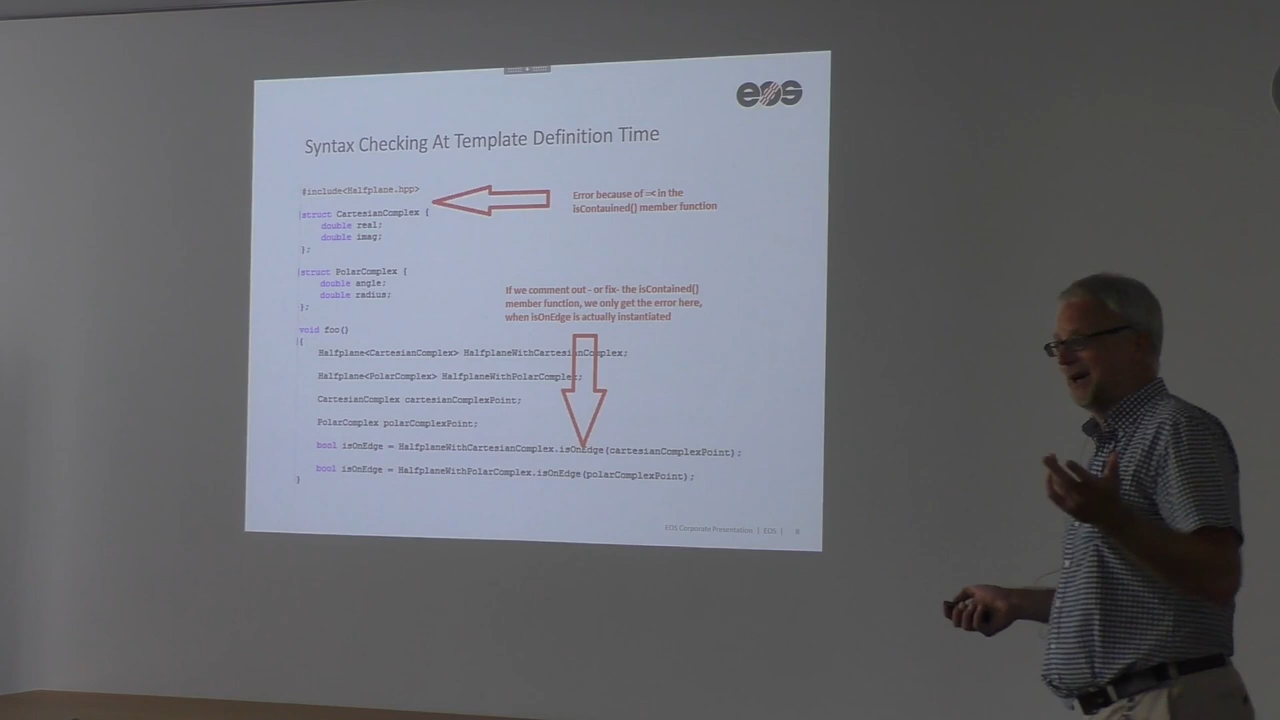 eos
Syntax Checking At Template Definition Time
#include<Halfplane.hpp>
Error because of =< in the
isContauined() member function
struct CartesianComplex {
double real;
double imag;
};
struct PolarComplex {
double angle;
double radius;
};
If we comment out - or fix- the isContained()
member function, we only get the error here,
when isOnEdge is actually instantiated
void foo()
{
Halfplane<CartesianComplex> HalfplaneWithCartesianComplex;
Halfplane<PolarComplex> HalfplaneWithPolarComplex;
CartesianComplex cartesianComplexPoint;
PolarComplex polarComplexPoint;
bool isOnEdge = HalfplaneWithCartesianComplex.isOnEdge(cartesianComplexPoint);
bool isOnEdge = HalfplaneWithPolarComplex.isOnEdge(polarComplexPoint);
}
EOS Corporate Presentation | EOS | 8